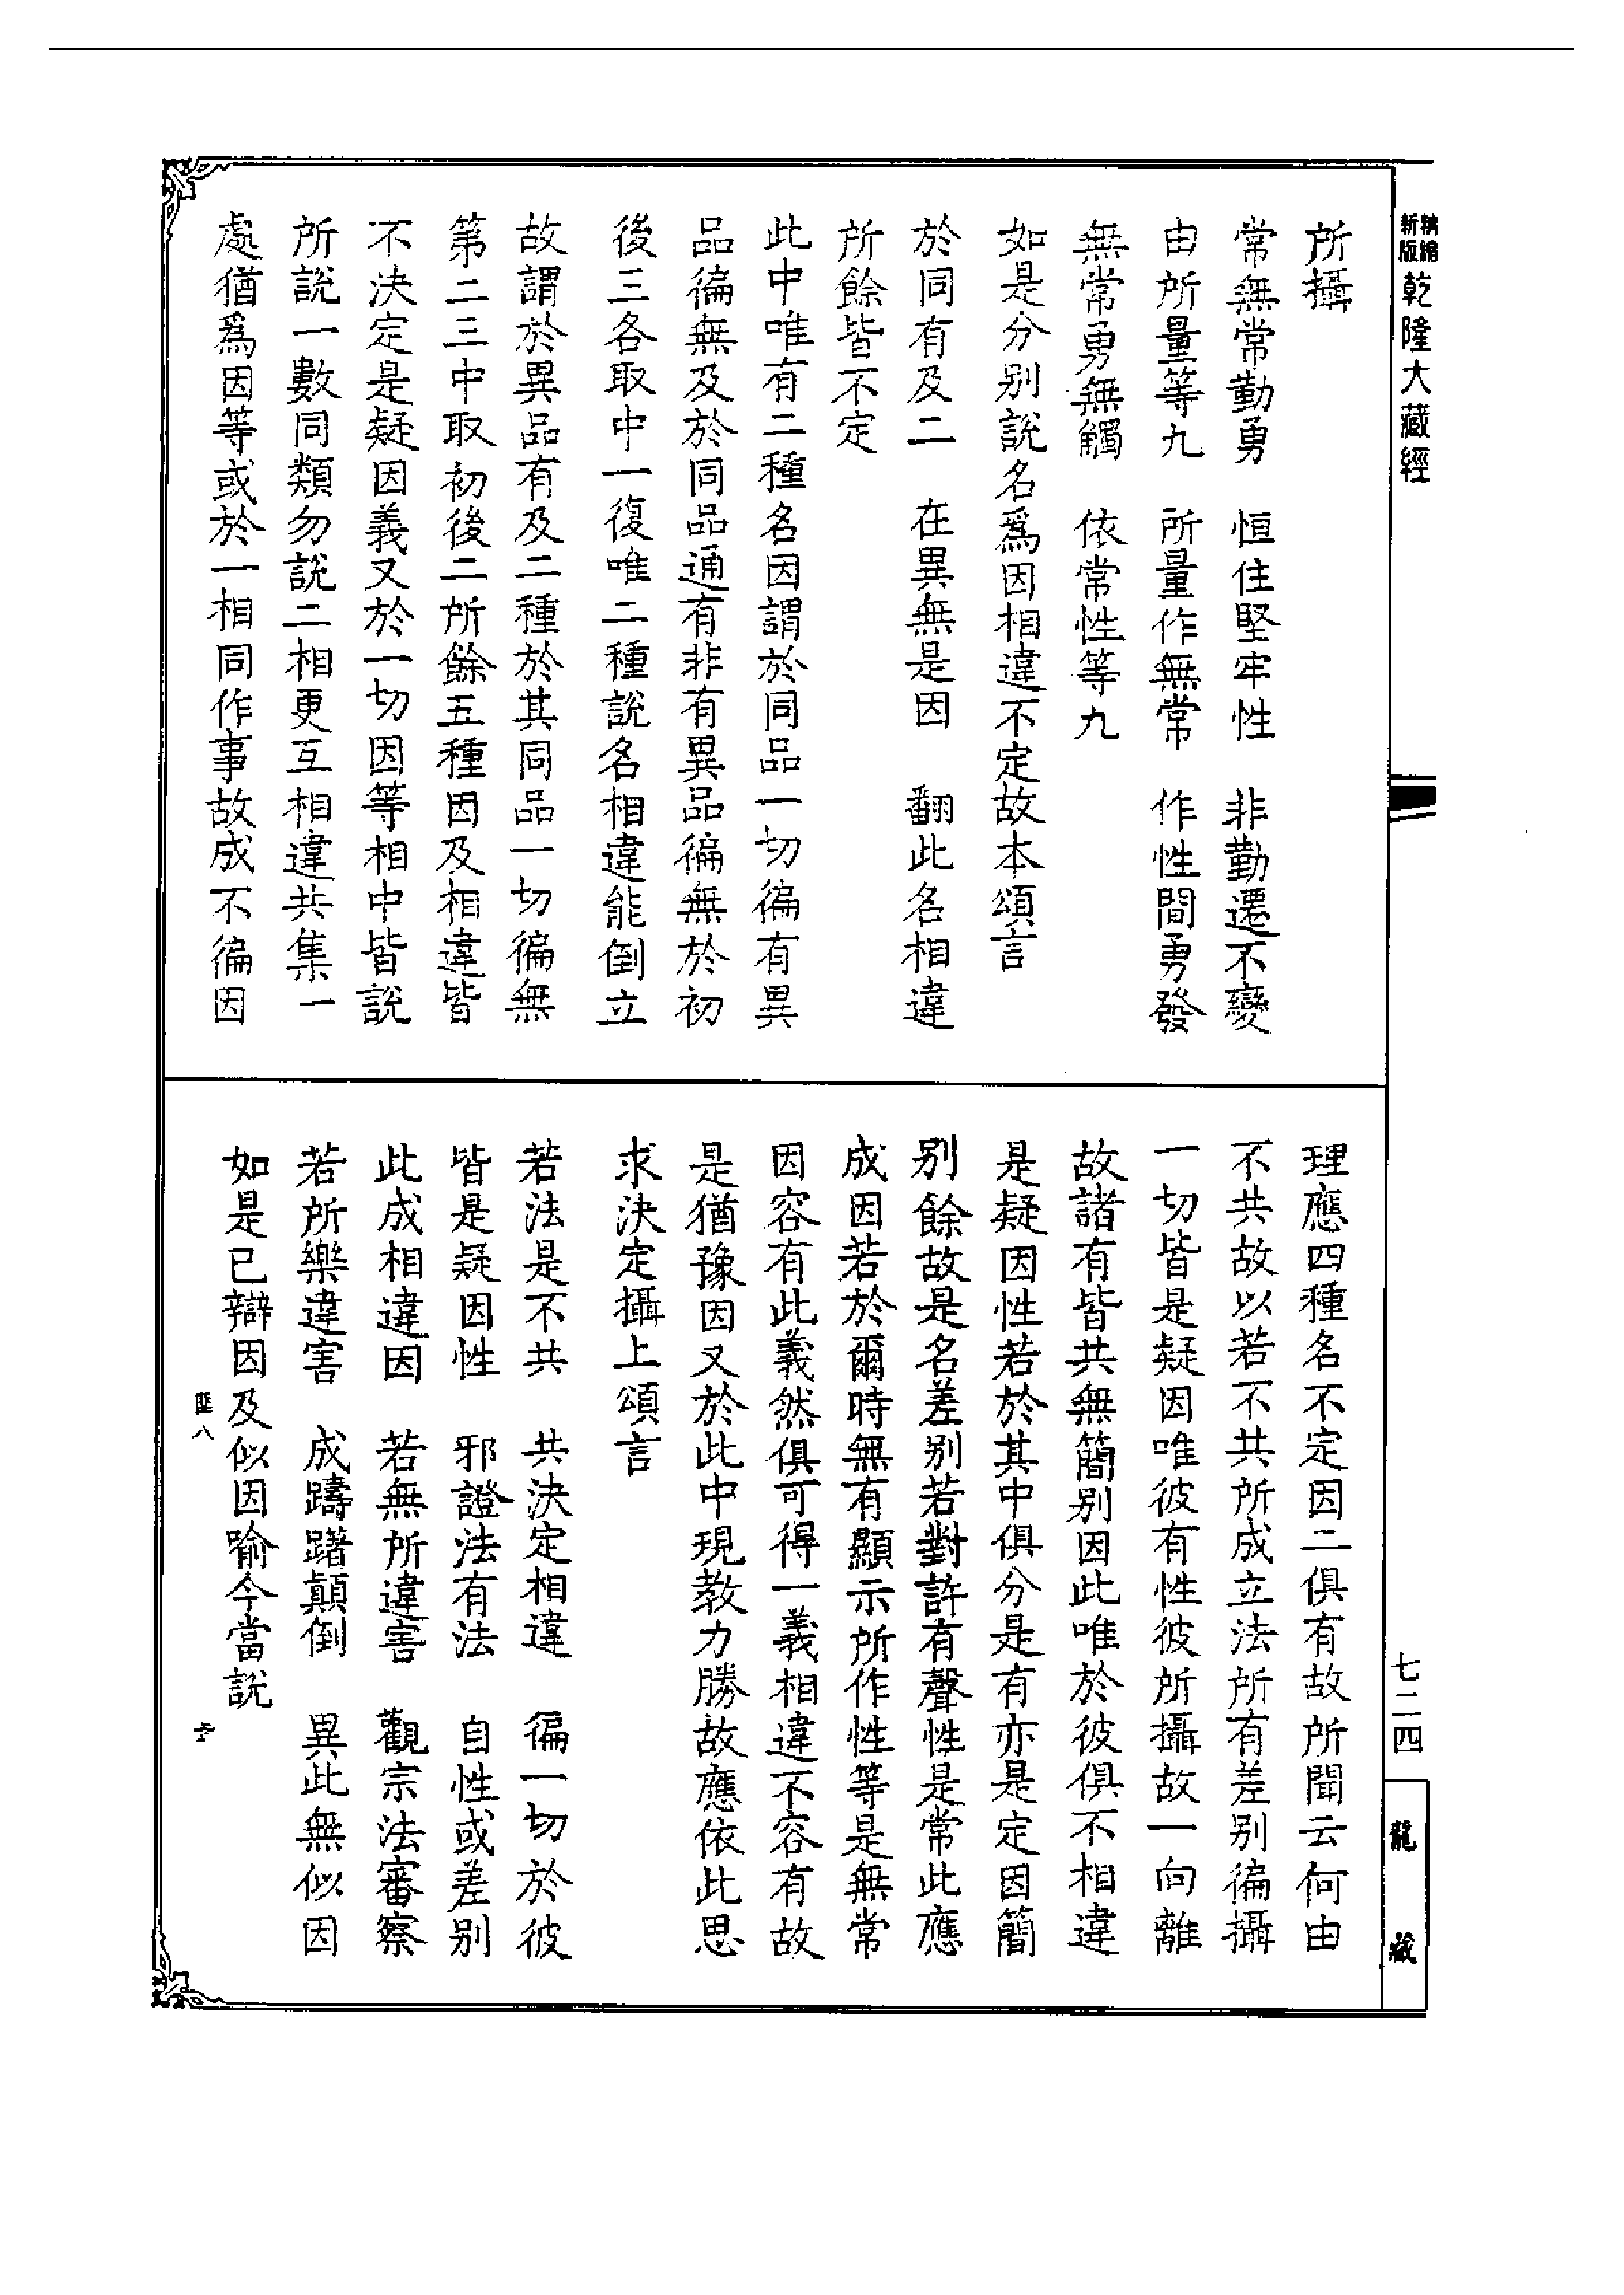 精縮新版乾隆大藏經
所攝
常無常勤勇　恒住堅牢性　非勤遷不變
由所量等九　所量作無常　作性聞勇發
無常勇無觸　依常性等九
如是分別說名爲因相違不定故本頌言
於同有及二　在異無是因　翻此名相違
所餘皆不定
此中唯有二種名因謂於同品一切徧有異
品徧無及於同品通有非有異品徧無於初
後三各取中一復唯二種說名相違能倒立
故謂於異品有及二種於其同品一切徧無
第二三中取初後二所餘五種因及相違皆
不決定是疑因義又於一切因等相中皆說
所說一數同類勿說二相更互相違共集一
處猶爲因等或於一相同作事故成不徧因
理應四種名不定因二俱有故所聞云何由
不共故以若不共所成立法所有差別徧攝
一切皆是疑因唯彼有性彼所攝故一向離
故諸有皆共無簡別因此唯於彼俱不相違
是疑因性若於其中俱分是有亦是定因簡
別餘故是名差別若對許有聲性是常此應
成因若於爾時無有顯示所作性等是無常
因容有此義然俱可得一義相違不容有故
是猶豫因又於此中現教力勝故應依此思
求決定攝上頌言
若法是不共　共決定相違　徧一切於彼
皆是疑因性　邪證法有法　自性或差別
此成相違因　若無所違害　觀宗法審察
若所樂違害　成躊躇顛倒　異此無似因
如是已辯因及似因喻今當說
七二四
龍藏